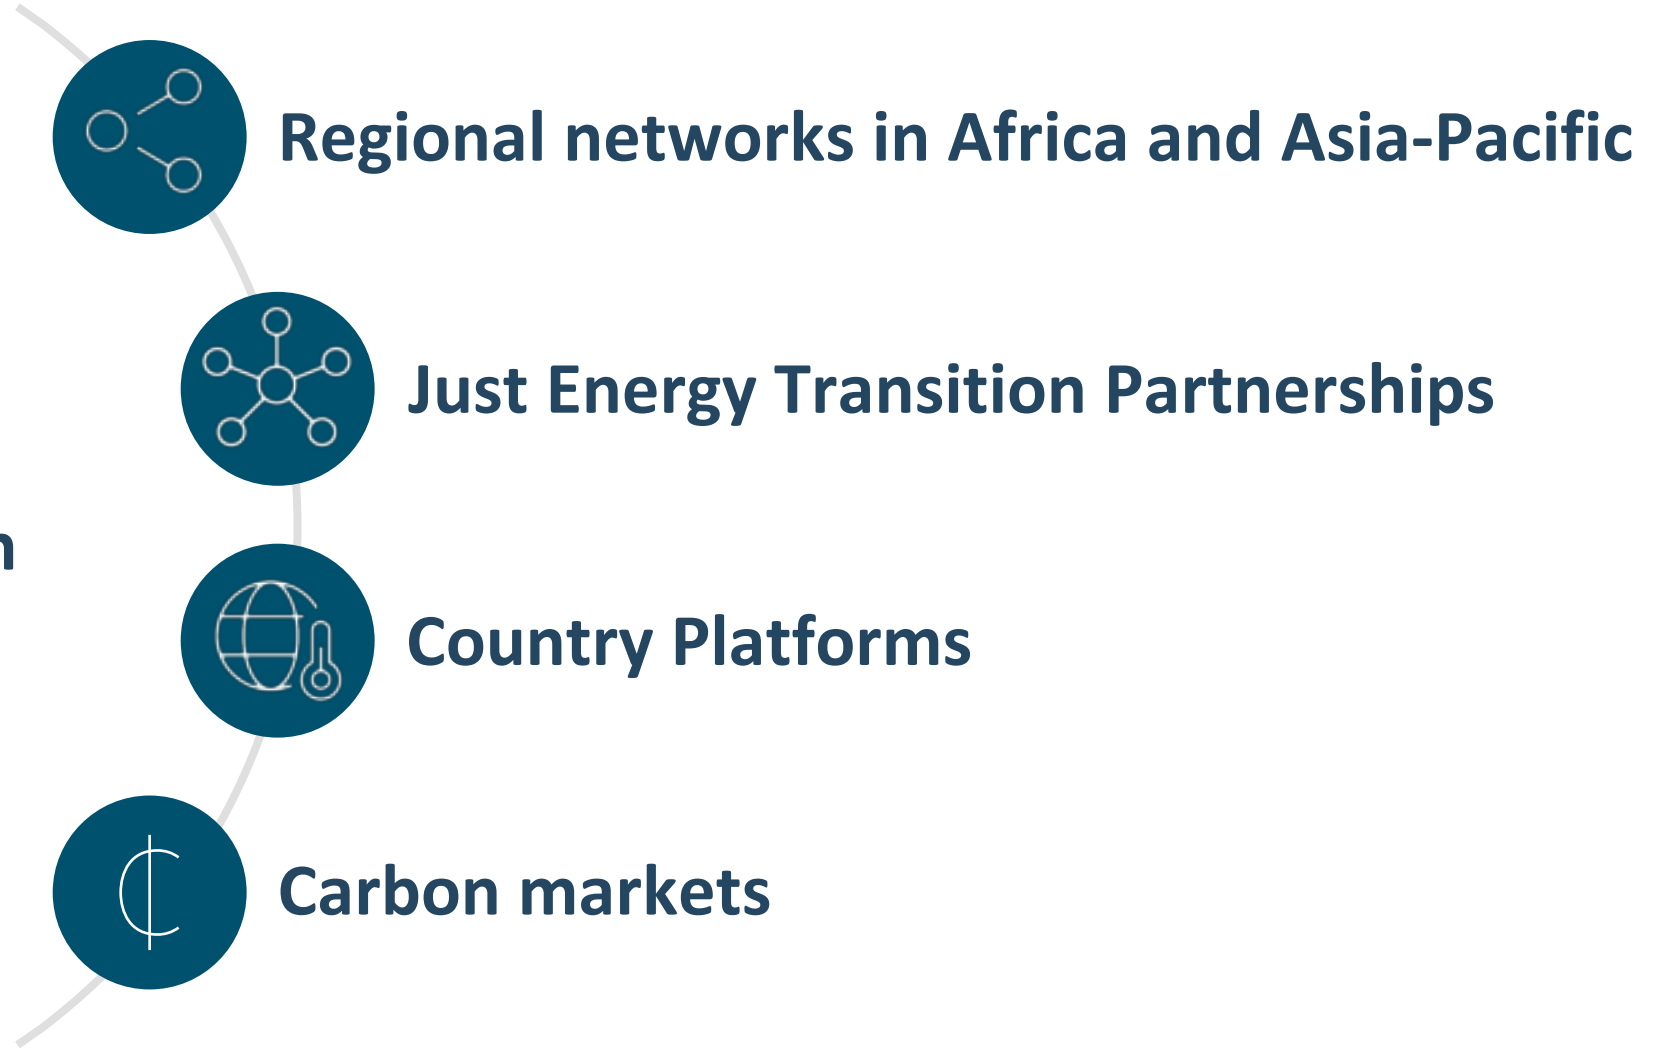 Regional networks in Africa and Asia-Pacific
Just Energy Transition Partnerships
Country Platforms
Carbon markets